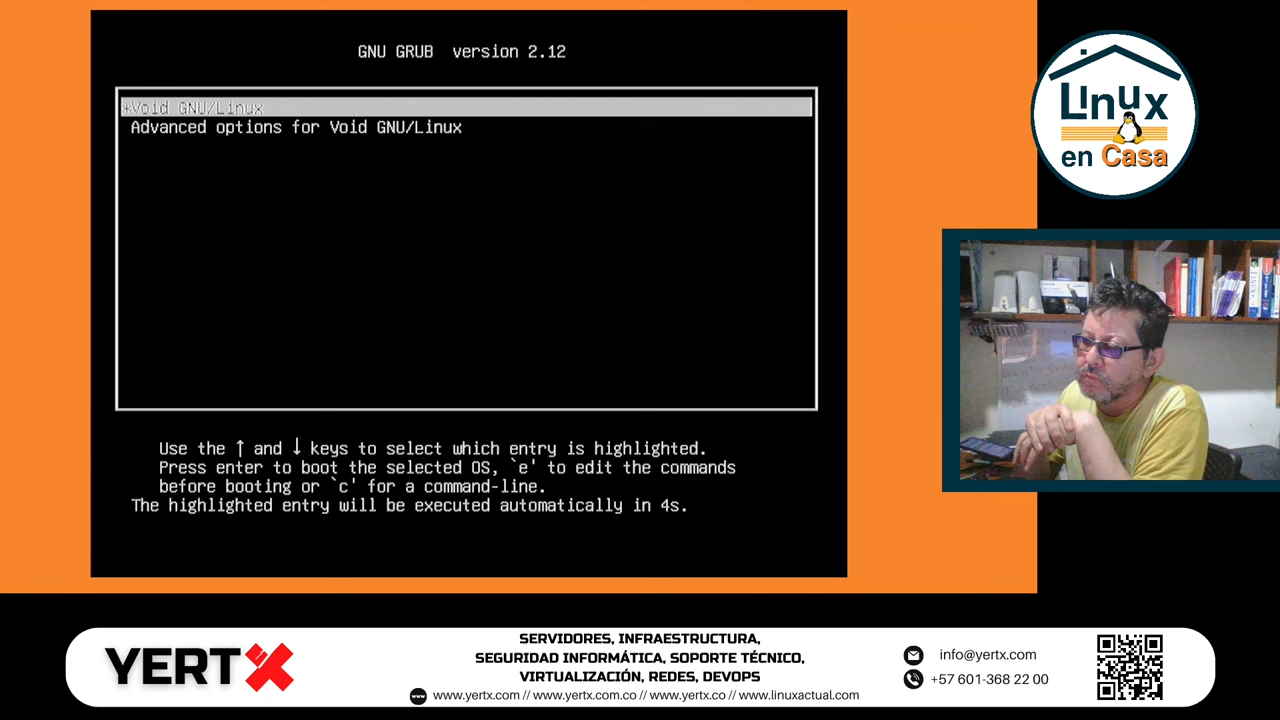 GNU GRUB version 2.12
*Void GNU/Linux
Advanced options for Void GNU/Linux
Use the ↑ and ↓ keys to select which entry is highlighted.
Press enter to boot the selected OS, `e' to edit the commands
before booting or `c' for a command-line.
The highlighted entry will be executed automatically in 4s.
Linux
en Casa
YERTX
SERVIDORES, INFRAESTRUCTURA,
SEGURIDAD INFORMÁTICA, SOPORTE TÉCNICO,
VIRTUALIZACIÓN, REDES, DEVOPS
www.yertx.com // www.yertx.com.co // www.yertx.co // www.linuxactual.com
info@yertx.com
+57 601-368 22 00